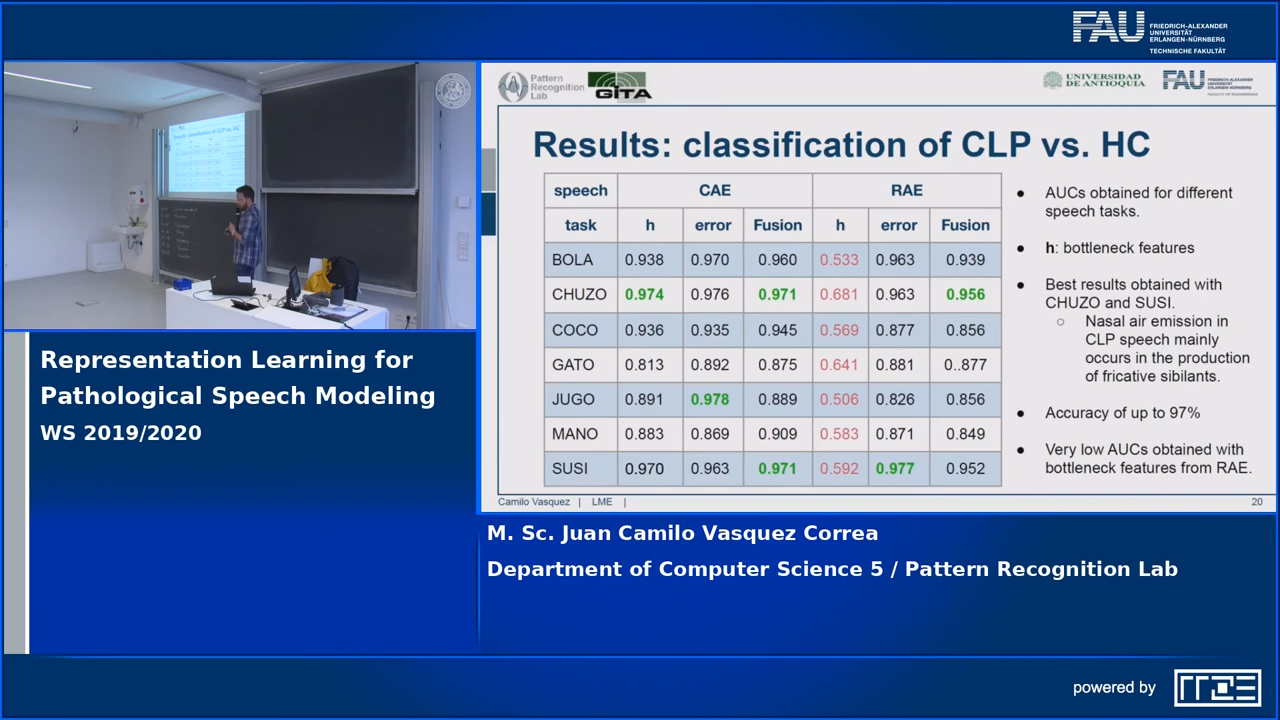 FAU
FRIEDRICH-ALEXANDER
UNIVERSITÄT
ERLANGEN-NÜRNBERG
TECHNISCHE FAKULTÄT
Pattern
Recognition
Lab
GITA
UNIVERSIDAD
DE ANTIOQUIA
FAU
FRIEDRICH-ALEXANDER
UNIVERSITÄT
ERLANGEN-NÜRNBERG
FACULTY OF ENGINEERING
Results: classification of CLP vs. HC
speech CAE RAE
task h error Fusion h error Fusion
BOLA 0.938 0.970 0.960 0.533 0.963 0.939
CHUZO 0.974 0.976 0.971 0.681 0.963 0.956
COCO 0.936 0.935 0.945 0.569 0.877 0.856
GATO 0.813 0.892 0.875 0.641 0.881 0..877
JUGO 0.891 0.978 0.889 0.506 0.826 0.856
MANO 0.883 0.869 0.909 0.583 0.871 0.849
SUSI 0.970 0.963 0.971 0.592 0.977 0.952
● AUCs obtained for different
speech tasks.
● h: bottleneck features
● Best results obtained with
CHUZO and SUSI.
○ Nasal air emission in
CLP speech mainly
occurs in the production
of fricative sibilants.
● Accuracy of up to 97%
● Very low AUCs obtained with
bottleneck features from RAE.
Camilo Vasquez | LME |
20
Representation Learning for
Pathological Speech Modeling
WS 2019/2020
M. Sc. Juan Camilo Vasquez Correa
Department of Computer Science 5 / Pattern Recognition Lab
powered by